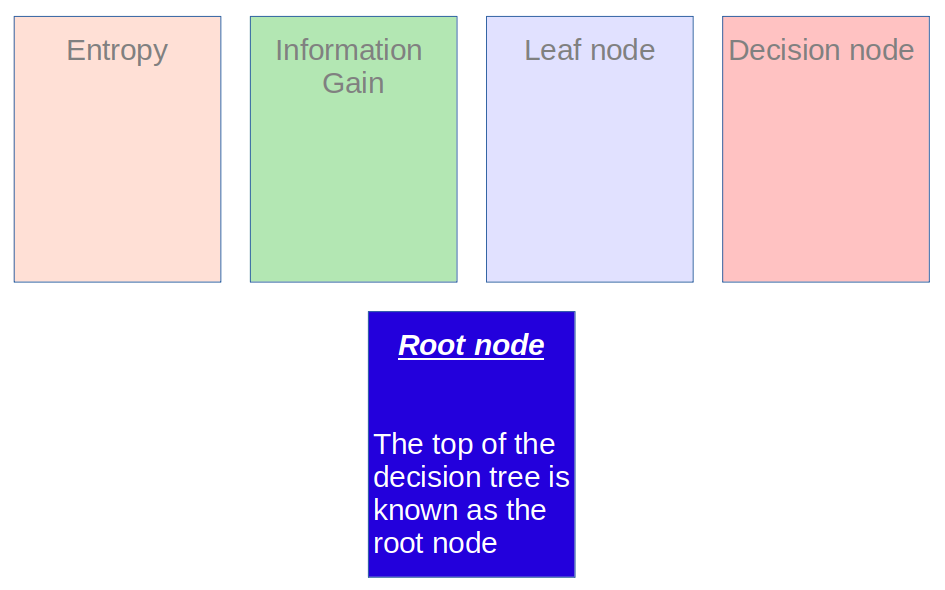 Entropy
Information
Gain
Leaf node
Decision node
Root node
The top of the
decision tree is
known as the
root node